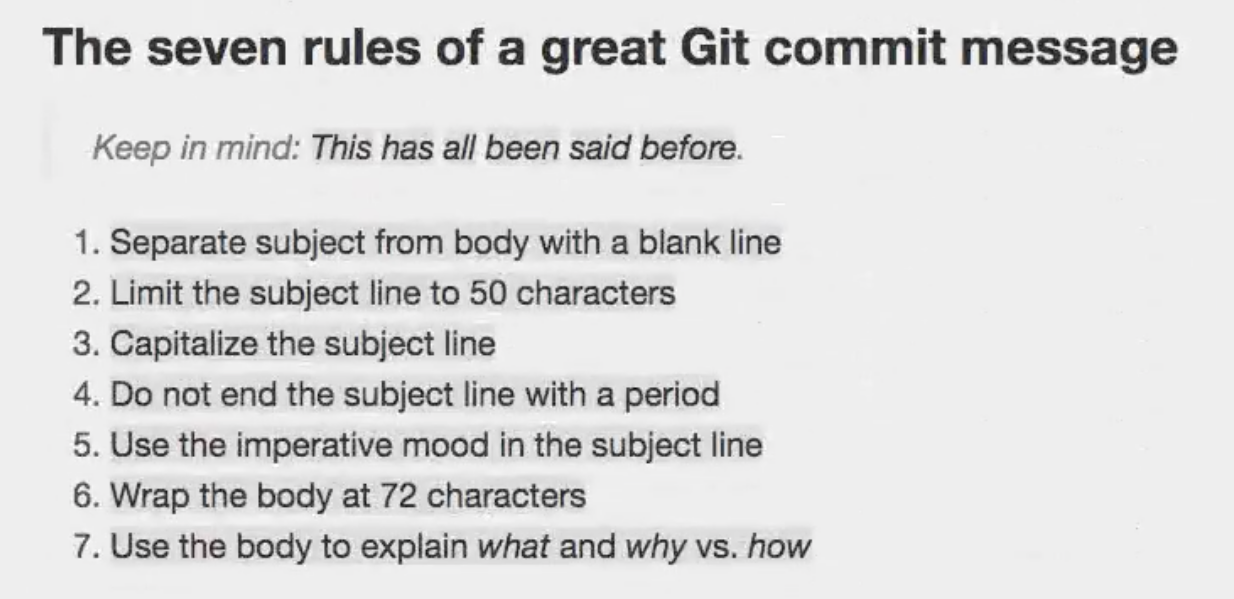 The seven rules of a great Git commit message
Keep in mind: This has all been said before.
1. Separate subject from body with a blank line
2. Limit the subject line to 50 characters
3. Capitalize the subject line
4. Do not end the subject line with a period
5. Use the imperative mood in the subject line
6. Wrap the body at 72 characters
7. Use the body to explain what and why vs. how